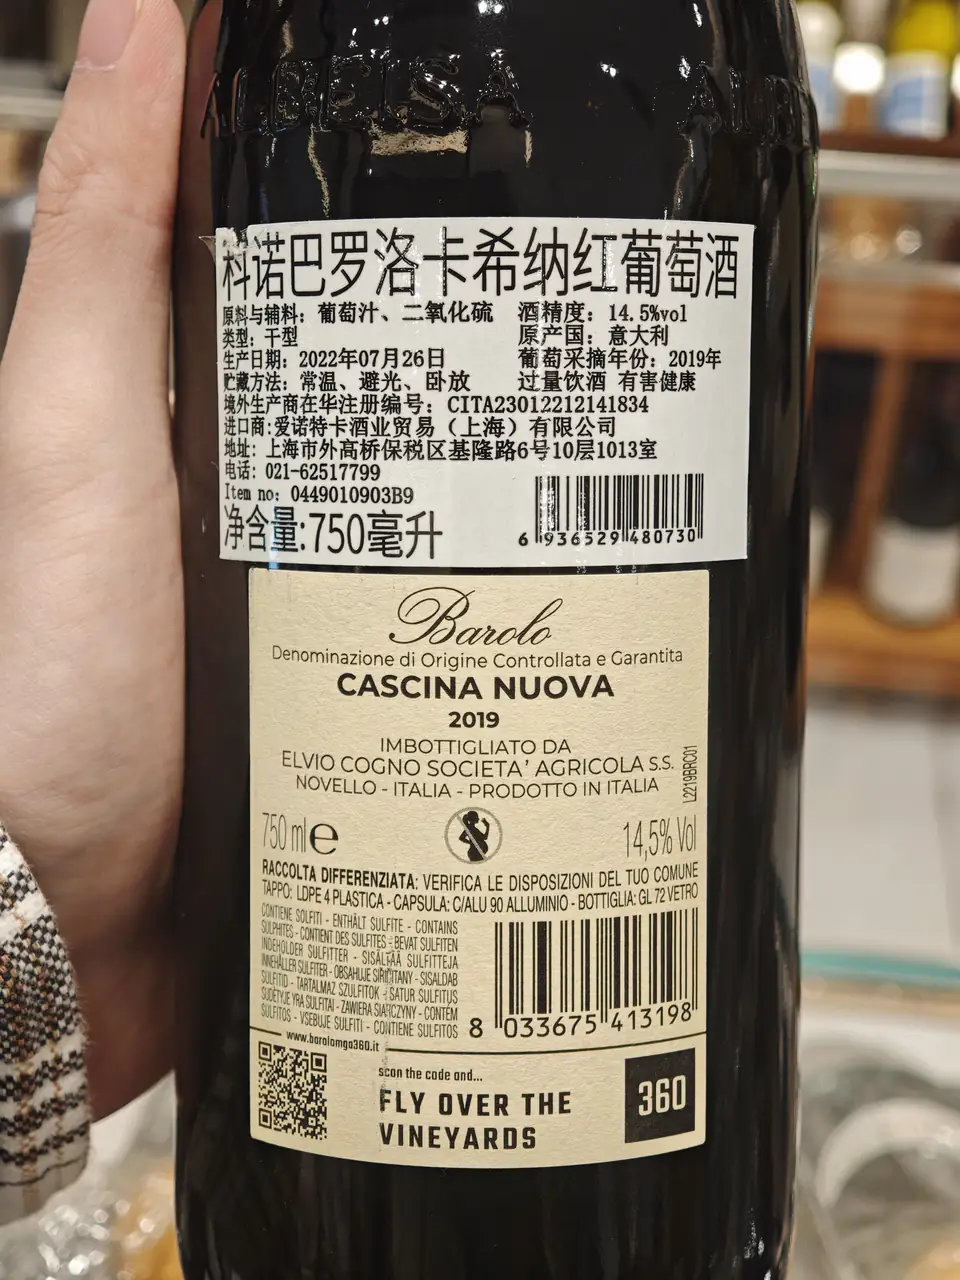 ALBEISA ALB
科诺巴罗洛卡希纳红葡萄酒
原料与辅料：葡萄汁、二氧化硫 酒精度：14.5%vol
类型：干型 原产国：意大利
生产日期：2022年07月26日 葡萄采摘年份：2019年
贮藏方法：常温、避光、卧放 过量饮酒 有害健康
境外生产商在华注册编号：CITA23012212141834
进口商:爱诺特卡酒业贸易（上海）有限公司
地址：上海市外高桥保税区基隆路6号10层1013室
电话：021-62517799
Item no：0449010903B9
净含量:750毫升
6 936529 480730
Barolo
Denominazione di Origine Controllata e Garantita
CASCINA NUOVA
2019
IMBOTTIGLIATO DA
ELVIO COGNO SOCIETA' AGRICOLA S.S.
NOVELLO - ITALIA - PRODOTTO IN ITALIA
L2219BRC01
750 ml e 14,5% Vol
RACCOLTA DIFFERENZIATA: VERIFICA LE DISPOSIZIONI DEL TUO COMUNE
TAPPO: LDPE 4 PLASTICA - CAPSULA: C/ALU 90 ALLUMINIO - BOTTIGLIA: GL 72 VETRO
CONTIENE SOLFITI - ENTHÄLT SULFITE - CONTAINS
SULPHITES - CONTIENT DES SULFITES - BEVAT SULFITEN
INDEHOLDER SULFITTER - SISÄLTÄÄ SULFITTEJA
INNEHÅLLER SULFITER - OBSAHUJE SIŘIČITANY - SISALDAB
SULFITID - TARTALMAZ SZULFITOK - SATUR SULFITUS
SUDĖTYJE YRA SULFITAI - ZAWIERA SIARCZYNY - CONTÉM
SULFITOS - VSEBUJE SULFITI - CONTIENE SULFITOS
8 033675 413198
www.barolomga360.it
scan the code and...
FLY OVER THE
VINEYARDS
360